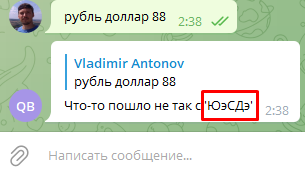 рубль доллар 88
2:38
Vladimir Antonov
рубль доллар 88
QB
Что-то пошло не так с 'ЮэСДэ'
2:38
Написать сообщение...